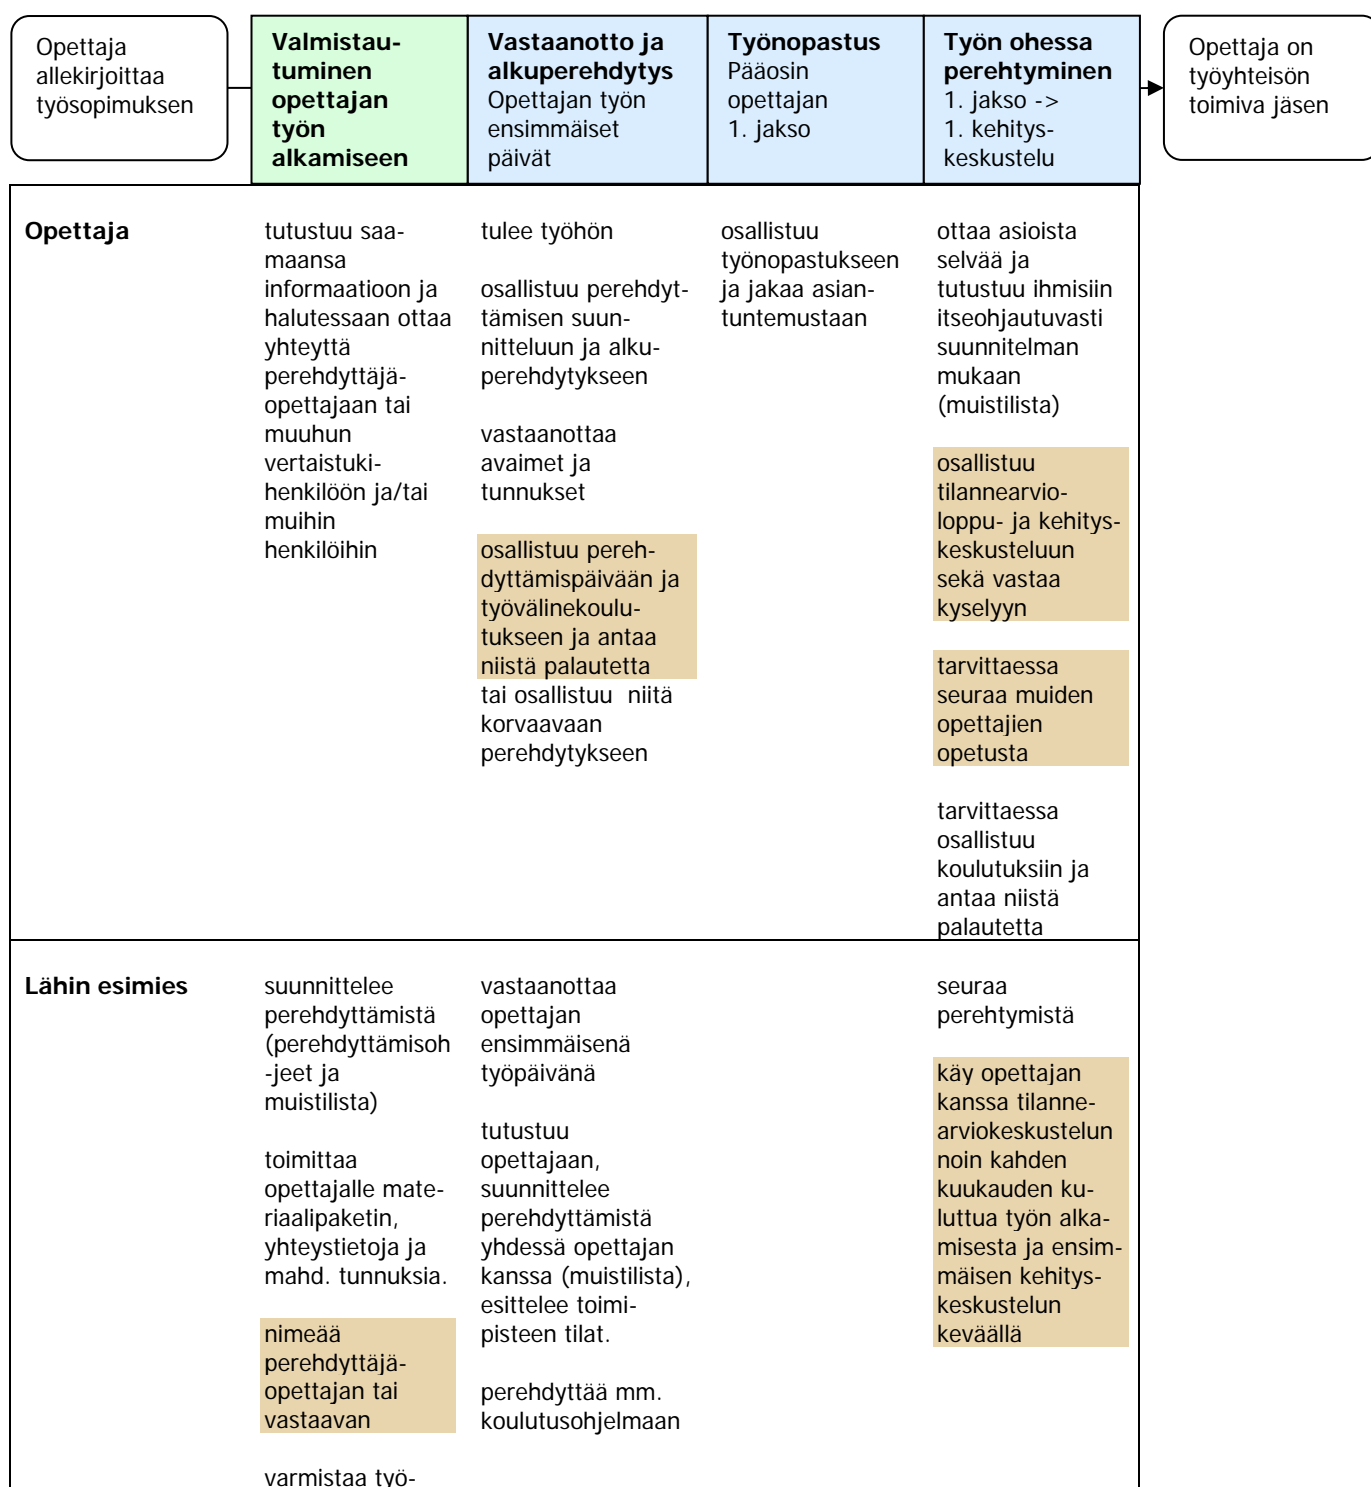 Opettaja
allekirjoittaa
työsopimuksen
Valmistau-
tuminen
opettajan
työn
alkamiseen
Vastaanotto ja
alkuperehdytys
Opettajan työn
ensimmäiset
päivät
Työnopastus
Pääosin
opettajan
1. jakso
Työn ohessa
perehtyminen
1. jakso ->
1. kehitys-
keskustelu
Opettaja on
työyhteisön
toimiva jäsen
Opettaja
tutustuu saa-
maansa
informaatioon ja
halutessaan ottaa
yhteyttä
perehdyttäjä-
opettajaan tai
muuhun
vertaistuki-
henkilöön ja/tai
muihin
henkilöihin
tulee työhön
osallistuu perehdyt-
tämisen suun-
nitteluun ja alku-
perehdytykseen
vastaanottaa
avaimet ja
tunnukset
osallistuu pereh-
dyttämispäivään ja
työvälinekoulu-
tukseen ja antaa
niistä palautetta
tai osallistuu  niitä
korvaavaan
perehdytykseen
osallistuu
työnopastukseen
ja jakaa asian-
tuntemustaan
ottaa asioista
selvää ja
tutustuu ihmisiin
itseohjautuvasti
suunnitelman
mukaan
(muistilista)
osallistuu
tilannearvio-
loppu- ja kehitys-
keskusteluun
sekä vastaa
kyselyyn
tarvittaessa
seuraa muiden
opettajien
opetusta
tarvittaessa
osallistuu
koulutuksiin ja
antaa niistä
palautetta
Lähin esimies
suunnittelee
perehdyttämistä
(perehdyttämisoh
-jeet ja
muistilista)
toimittaa
opettajalle mate-
riaalipaketin,
yhteystietoja ja
mahd. tunnuksia.
nimeää
perehdyttäjä-
opettajan tai
vastaavan
varmistaa työ-
vastaanottaa
opettajan
ensimmäisenä
työpäivänä
tutustuu
opettajaan,
suunnittelee
perehdyttämistä
yhdessä opettajan
kanssa (muistilista),
esittelee toimi-
pisteen tilat.
perehdyttää mm.
koulutusohjelmaan
seuraa
perehtymistä
käy opettajan
kanssa tilanne-
arviokeskustelun
noin kahden
kuukauden ku-
luttua työn alka-
misesta ja ensim-
mäisen kehitys-
keskustelun
keväällä